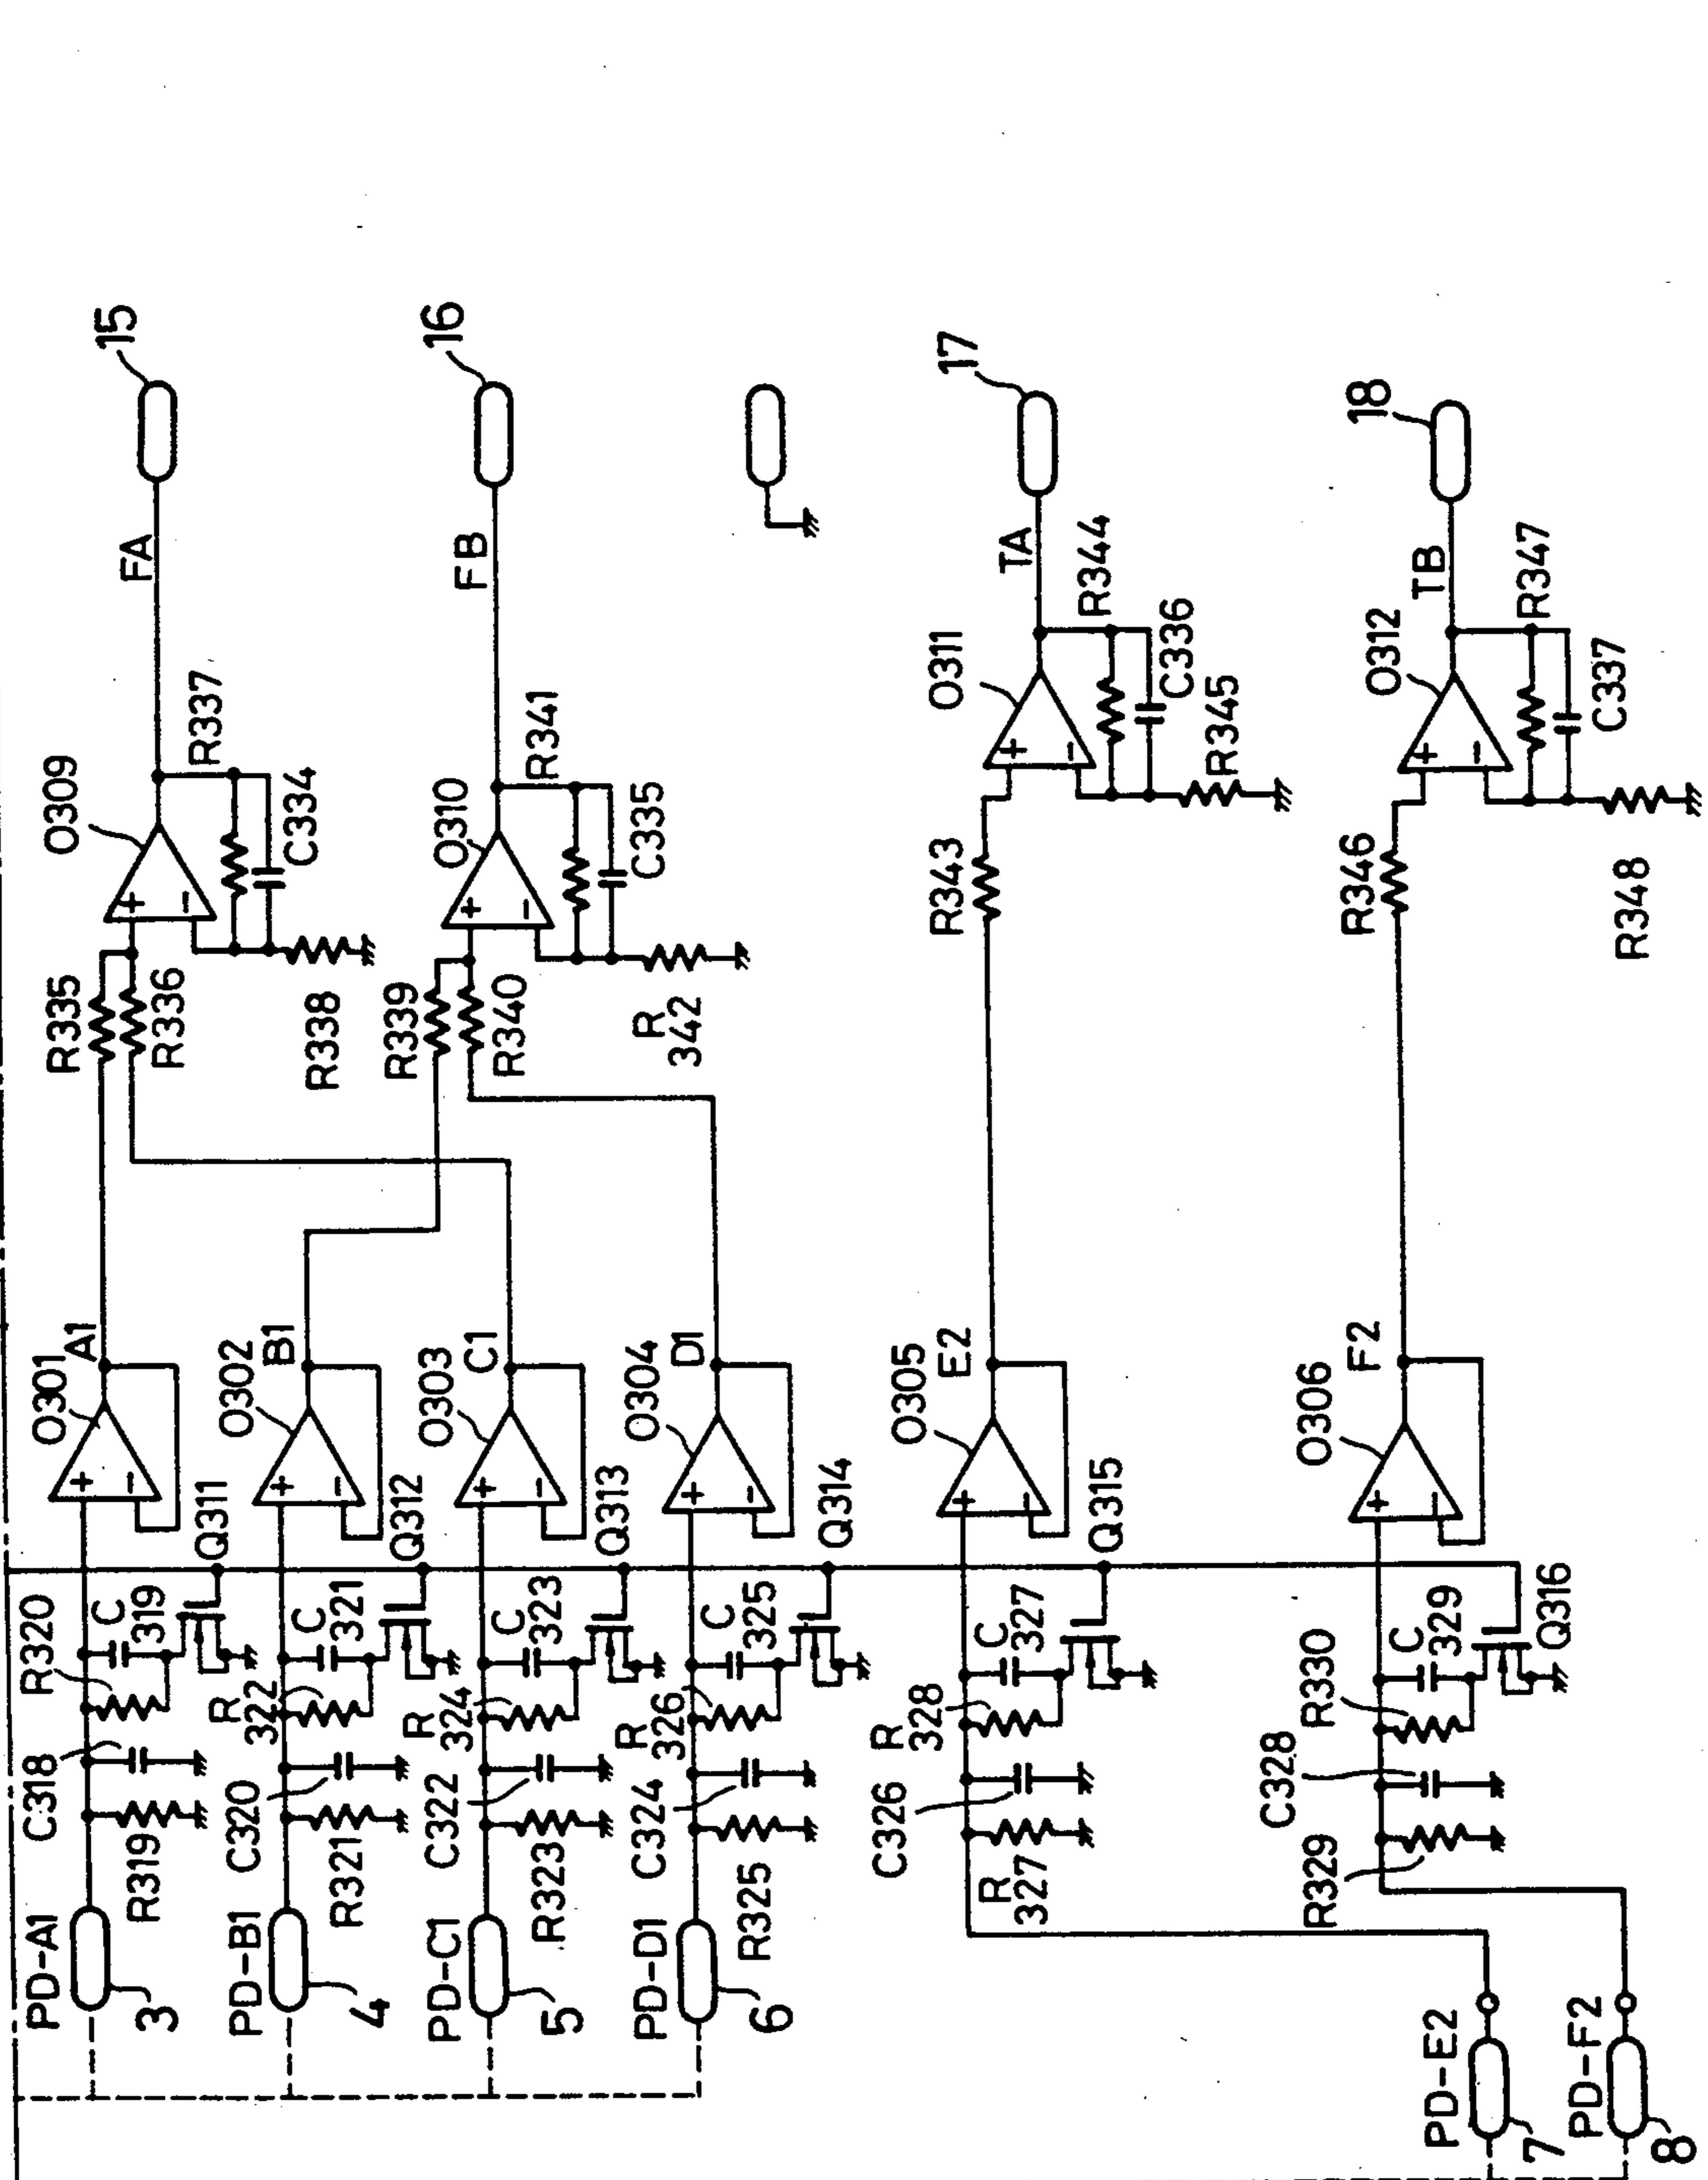 PD-A1
3
R319
C318
R320
C
319
Q311
O301
A1
R335
R336
R338
O309
R337
C334
FA
15
PD-B1
4
R321
C320
R
322
C
321
Q312
O302
B1
R339
R340
R
342
O310
R341
C335
FB
16
PD-C1
5
R323
C322
R
324
C
323
Q313
O303
C1
PD-D1
6
R325
C324
R
326
C
325
Q314
O304
D1
PD-E2
7
R
327
C326
R
328
C
327
Q315
O305
E2
R343
O311
R344
C336
R345
TA
17
PD-F2
8
R329
C328
R330
C
329
Q316
O306
F2
R346
R348
O312
R347
C337
TB
18
+
−
+
−
+
−
+
−
+
−
+
−
+
−
+
−
+
−
+
−